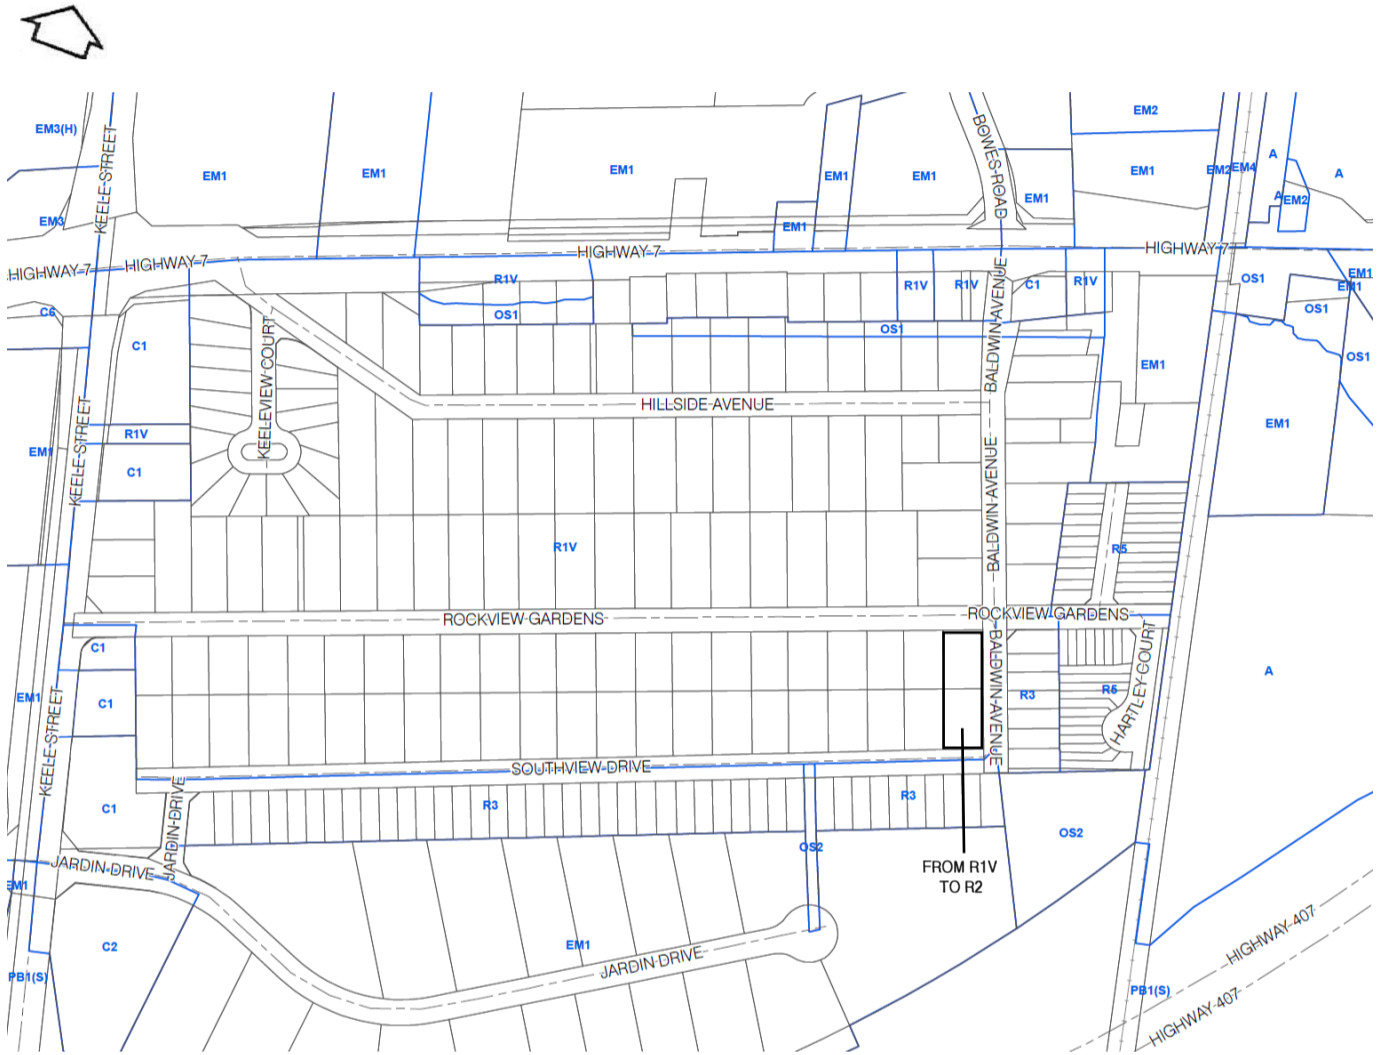 EM3(H)
KEELE STREET
EM1
EM1
EM1
EM1
EM1
BOWES ROAD
EM2
EM1
EM2
EM4
A
A
A
EM2
EM3
EM1
EM1
HIGHWAY 7
HIGHWAY 7
HIGHWAY 7
HIGHWAY 7
R1V
OS1
R1V
R1V
C1
R1V
OS1
EM1
EM1
OS1
OS1
C6
C1
KEELEVIEW COURT
OS1
BALDWIN AVENUE
EM1
HILLSIDE AVENUE
KEELE STREET
R1V
EM1
C1
BALDWIN AVENUE
EM1
R1V
R5
ROCKVIEW GARDENS
ROCKVIEW GARDENS
C1
BALDWIN AVENUE
HARTLEY COURT
A
EM1
C1
KEELE STREET
R3
R5
SOUTHVIEW DRIVE
C1
JARDIN DRIVE
R3
R3
OS2
OS2
JARDIN DRIVE
EM1
FROM R1V
TO R2
C2
EM1
JARDIN DRIVE
HIGHWAY 407
PB1(S)
PB1(S)
HIGHWAY 407